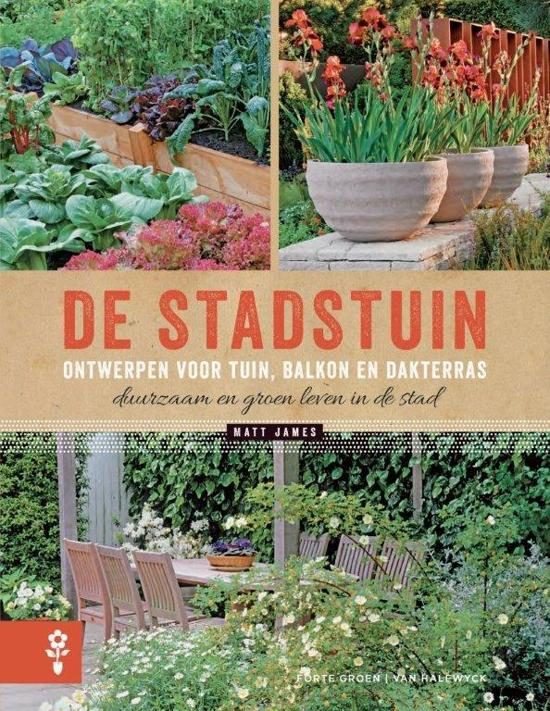 DE STADSTUIN
ONTWERPEN VOOR TUIN, BALKON EN DAKTERRAS
duurzaam en groen leven in de stad
MATT JAMES
FORTE GROEN | VAN HALEWYCK